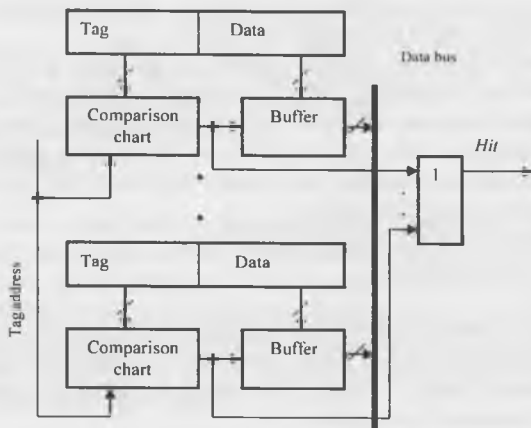 Tag Data
Data bus
Comparison
chart
Buffer
Hit
1
Tag address
Tag Data
Comparison
chart
Buffer